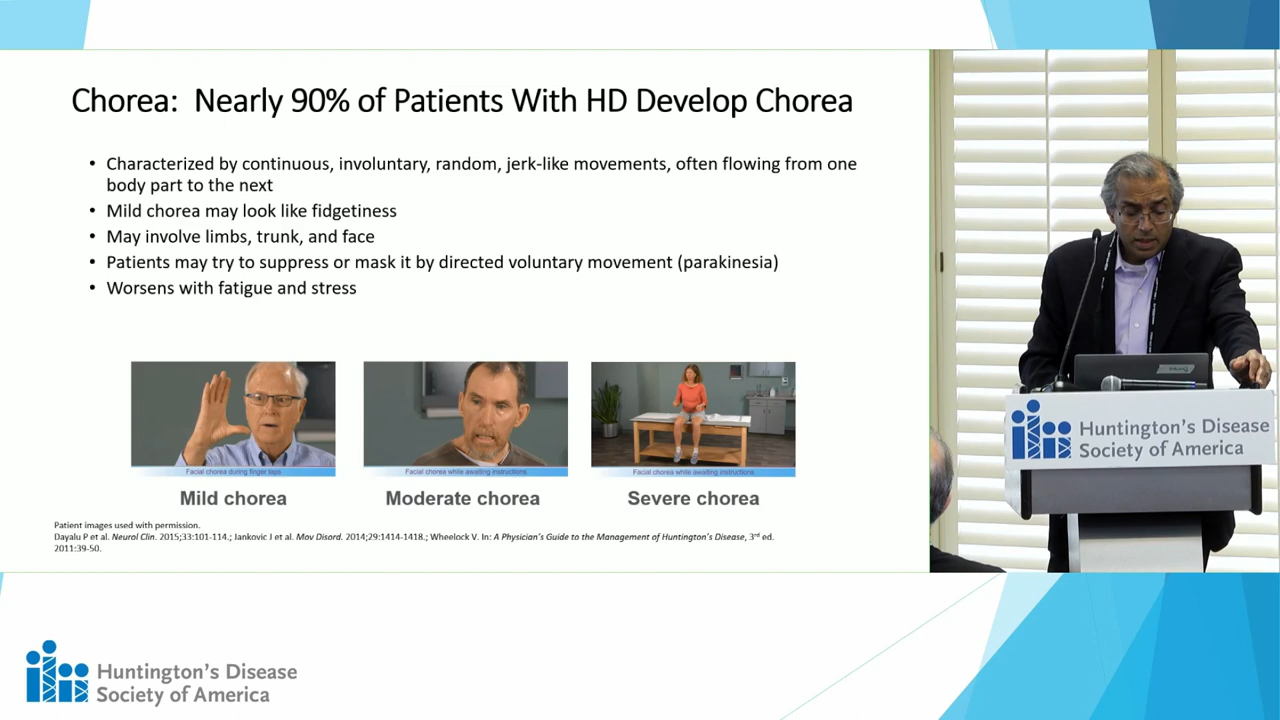 Chorea: Nearly 90% of Patients With HD Develop Chorea
• Characterized by continuous, involuntary, random, jerk-like movements, often flowing from one
body part to the next
• Mild chorea may look like fidgetiness
• May involve limbs, trunk, and face
• Patients may try to suppress or mask it by directed voluntary movement (parakinesia)
• Worsens with fatigue and stress
Facial chorea during finger taps
Facial chorea while awaiting instructions
Facial chorea while awaiting instructions
Mild chorea
Moderate chorea
Severe chorea
Patient images used with permission.
Dayalu P et al. Neurol Clin. 2015;33:101-114.; Jankovic J et al. Mov Disord. 2014;29:1414-1418.; Wheelock V. In: A Physician's Guide to the Management of Huntington's Disease, 3rd ed.
2011:39-50.
Huntington's Disease
Society of America
Huntington's Disease
Society of America